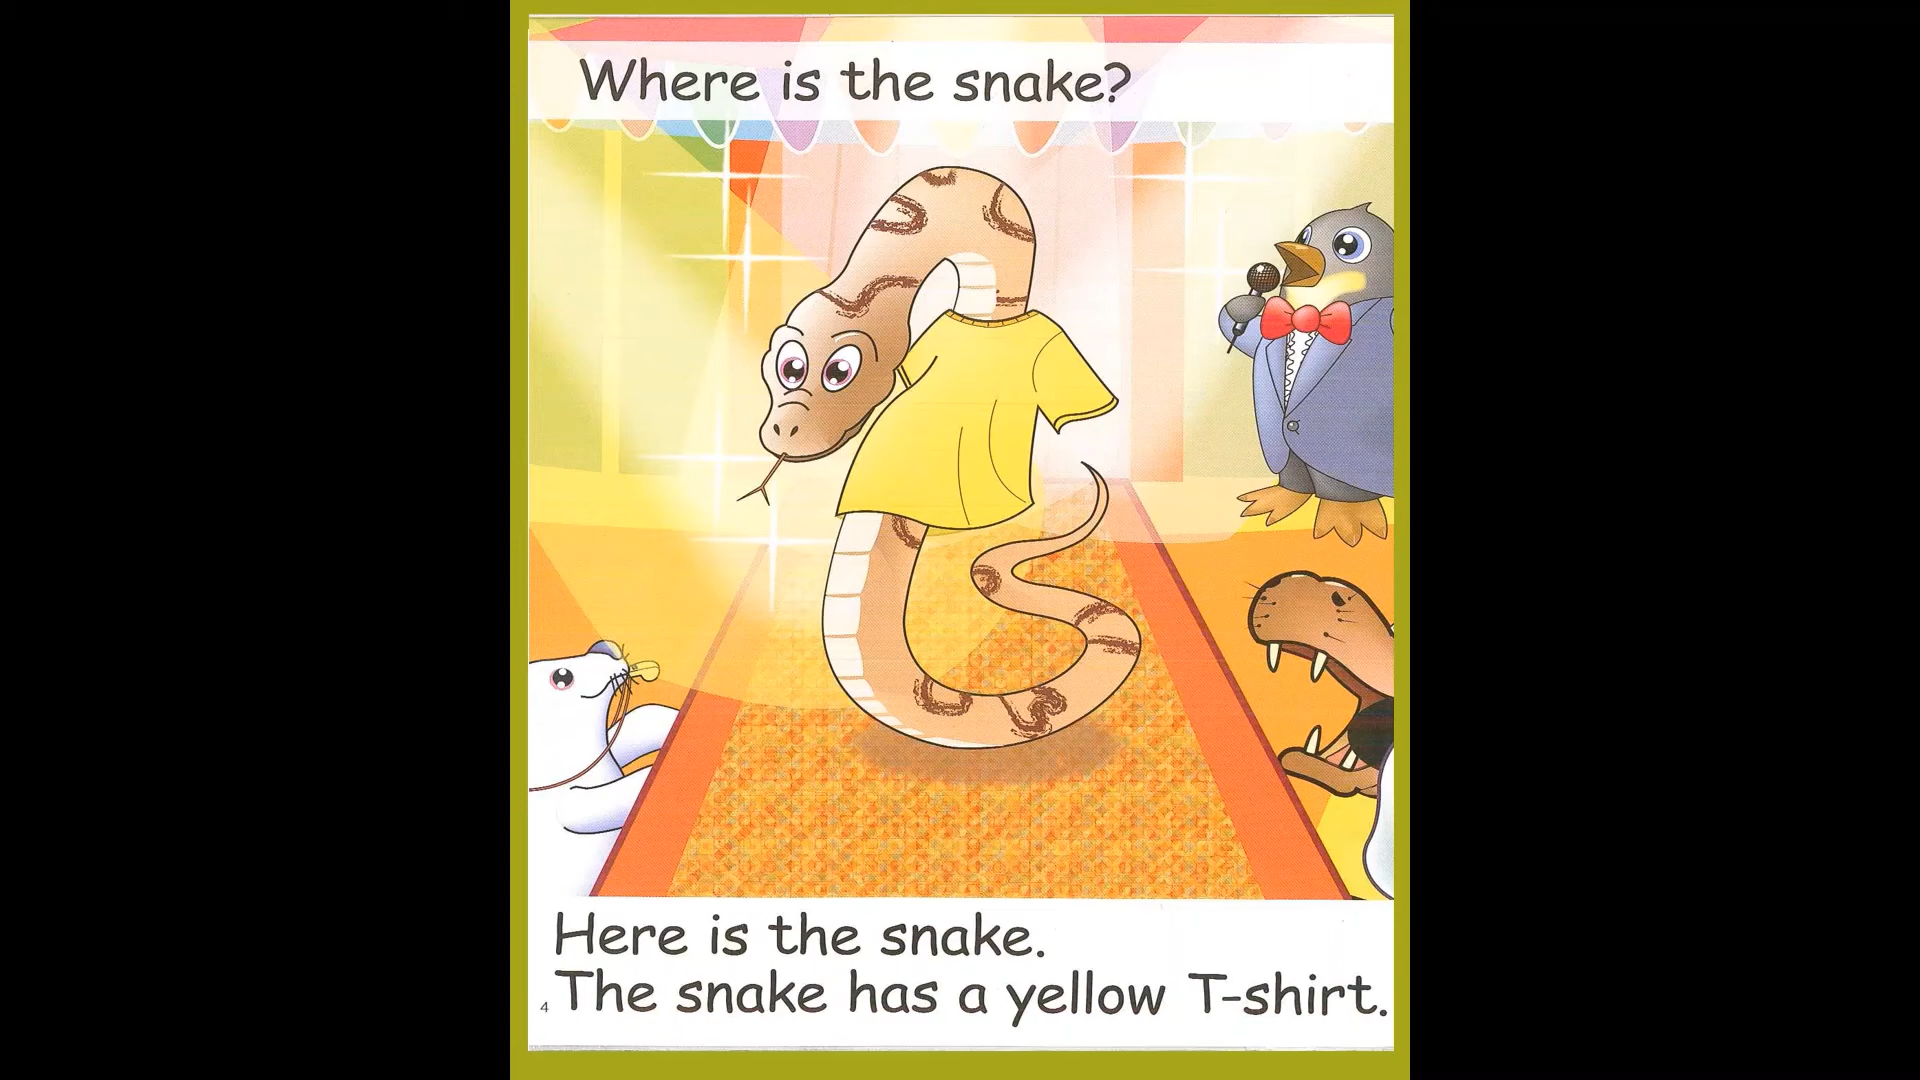 Where is the snake?
Here is the snake.
The snake has a yellow T-shirt.
4